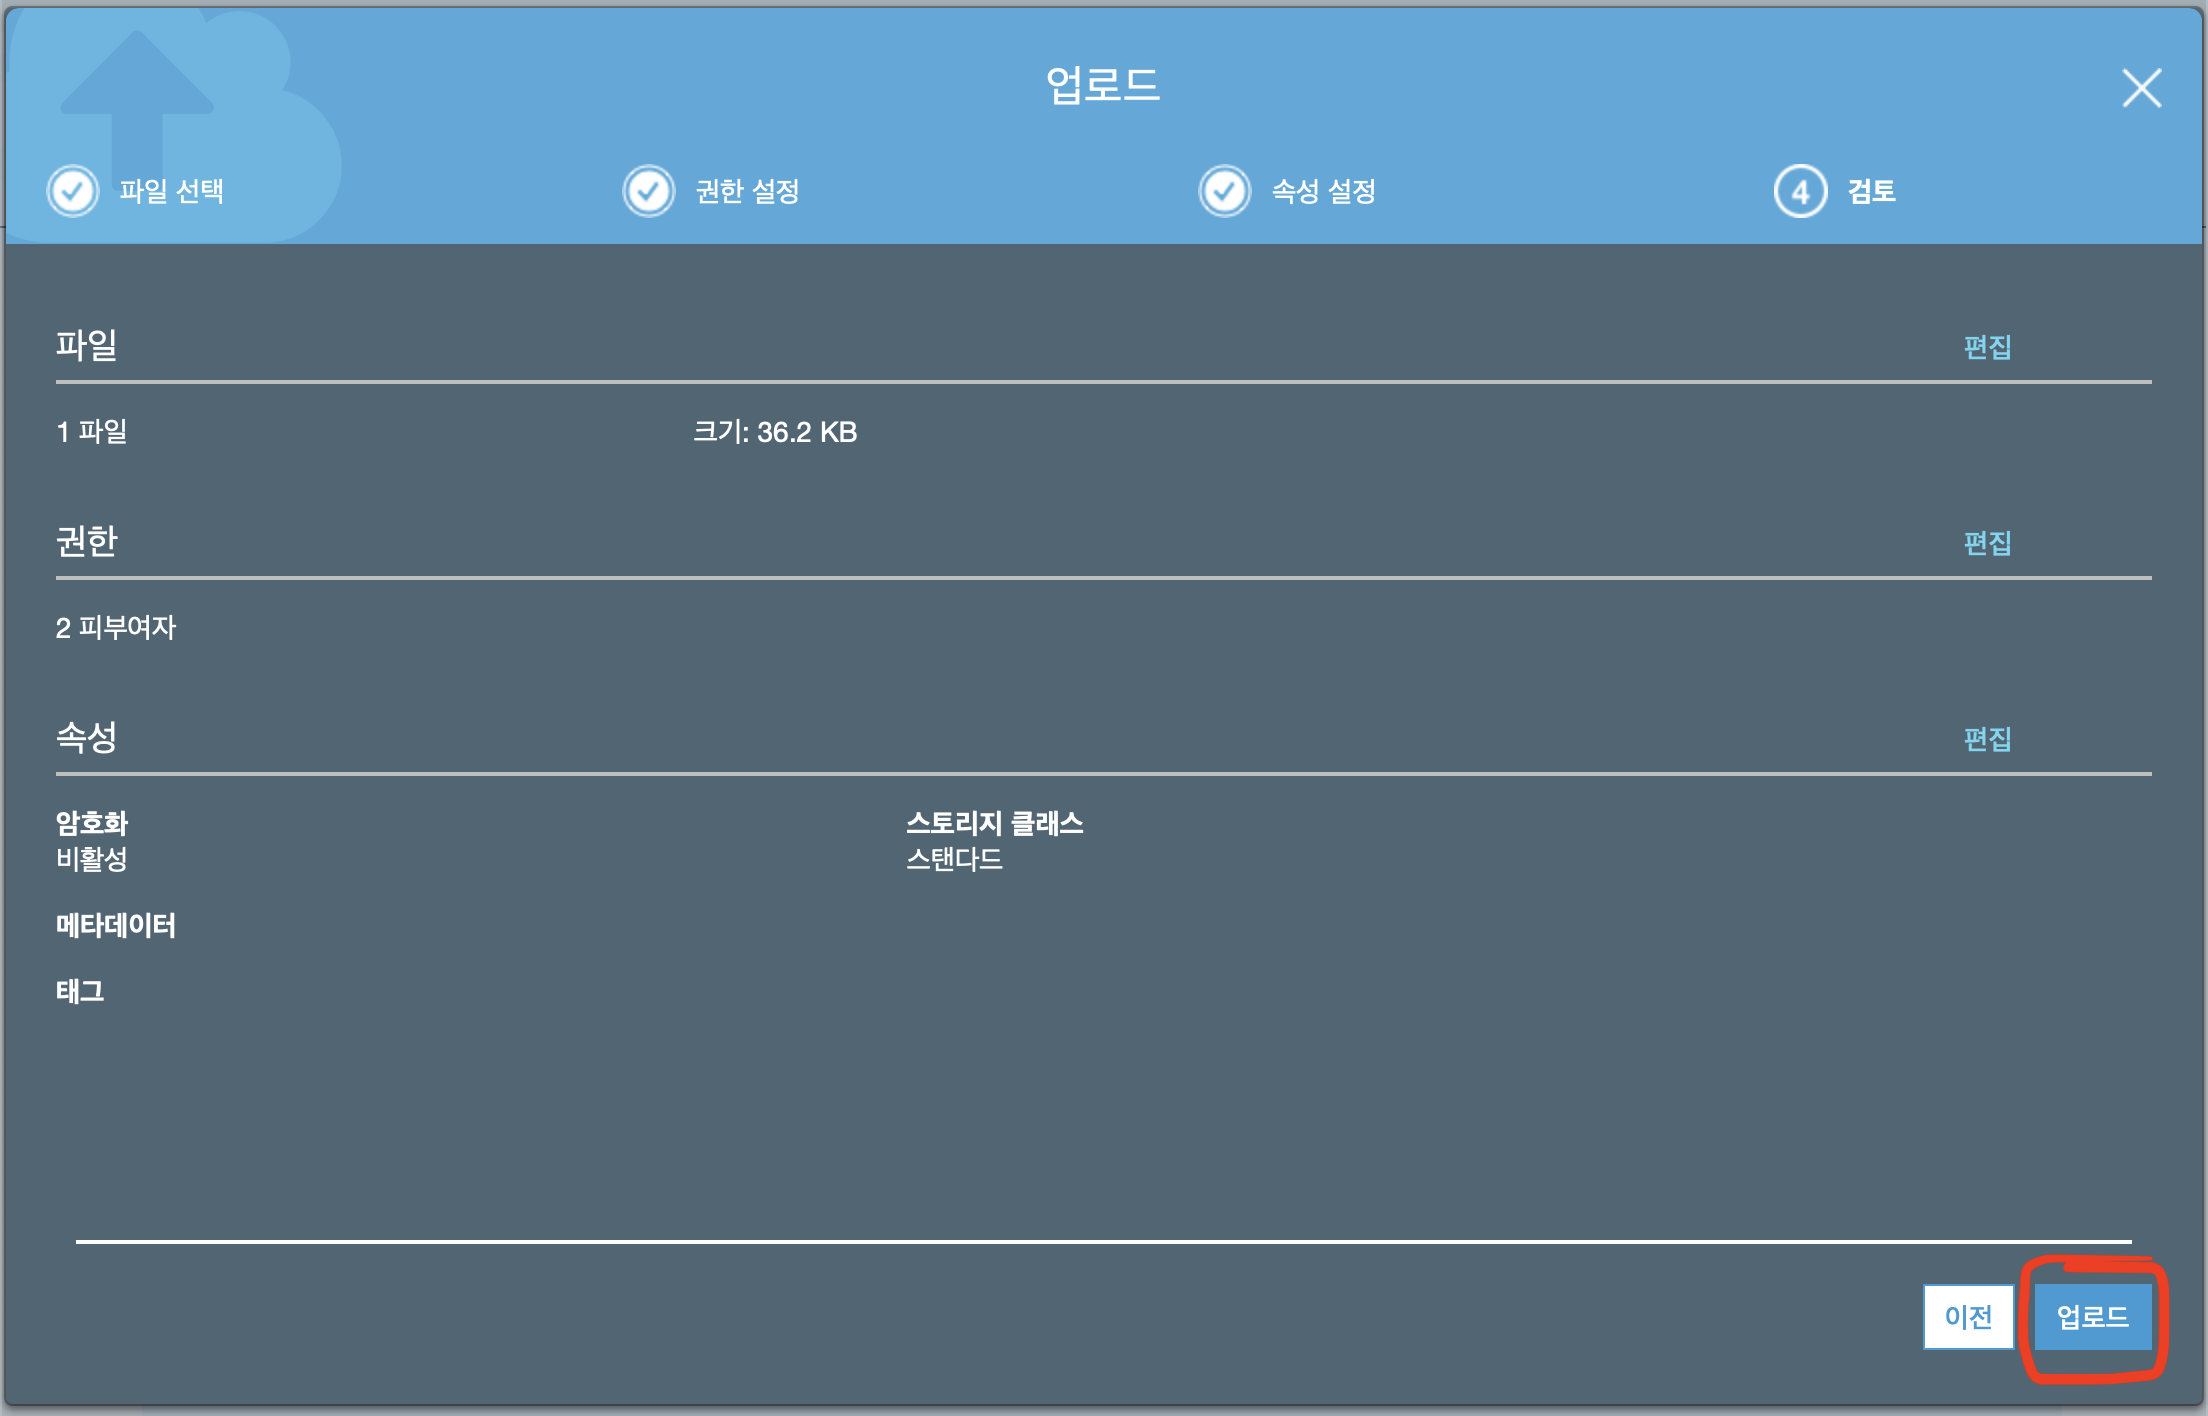 업로드
파일 선택
권한 설정
속성 설정
4 검토
파일
편집
1 파일
크기: 36.2 KB
권한
편집
2 피부여자
속성
편집
암호화
비활성
스토리지 클래스
스탠다드
메타데이터
태그
이전
업로드